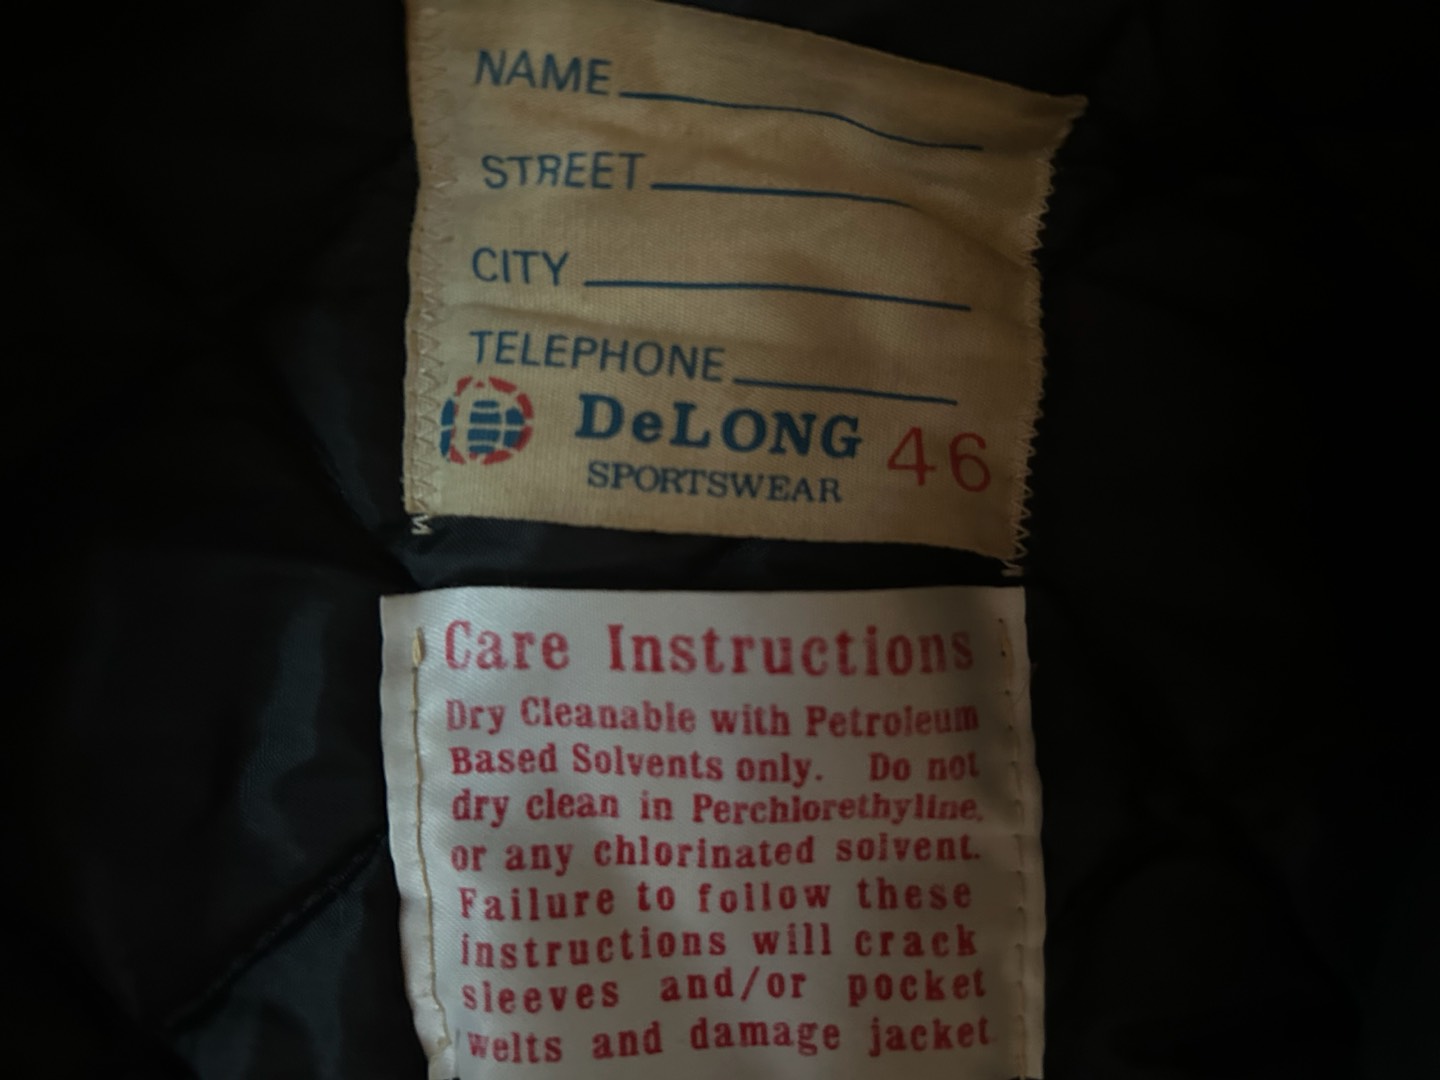 NAME
STREET
CITY
TELEPHONE
DeLONG 46
SPORTSWEAR
Care Instructions
Dry Cleanable with Petroleum
Based Solvents only. Do not
dry clean in Perchlorethyline,
or any chlorinated solvent.
Failure to follow these
instructions will crack
sleeves and/or pocket
welts and damage jacket